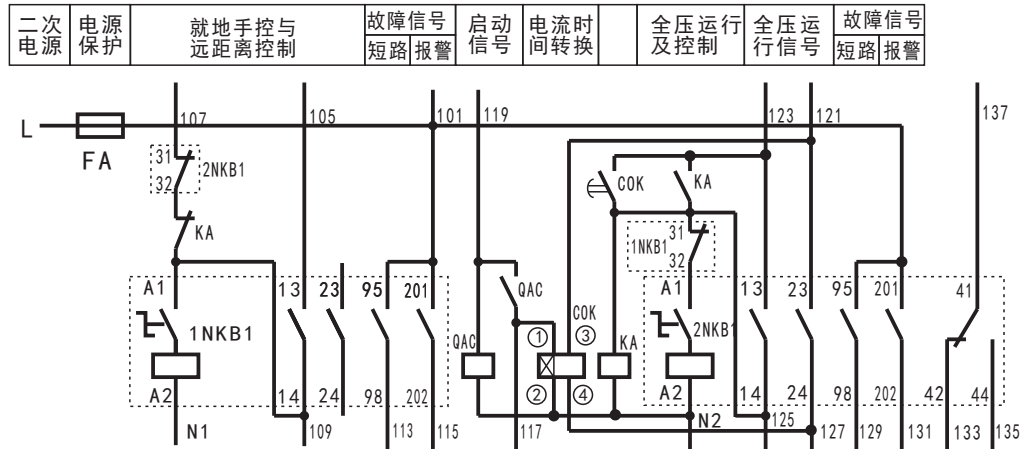 二次 电源 就地手控与 故障信号 启动 电流时 全压运行 全压运 故障信号
电源 保护 远距离控制 短路 报警 信号 间转换 及控制 行信号 短路 报警
107 105 101 119 123 121 137
L
FA
31 2NKB1
32
COK KA
KA
1NKB1 31
32
A1 13 23 95 201 QAC A1 13 23 95 201 41
COK
1NKB1 QAC ① ③ KA 2NKB1
A2 14 24 98 202 ② ④ A2 14 24 98 202 42 44
N1 109 113 115 117 N2 125 127 129 131 133 135